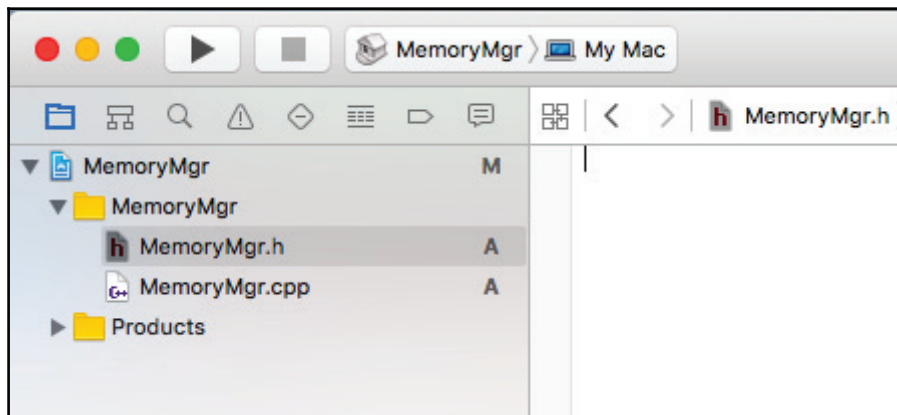 MemoryMgr My Mac
MemoryMgr.h
MemoryMgr M
MemoryMgr
h MemoryMgr.h A
C++ MemoryMgr.cpp A
Products